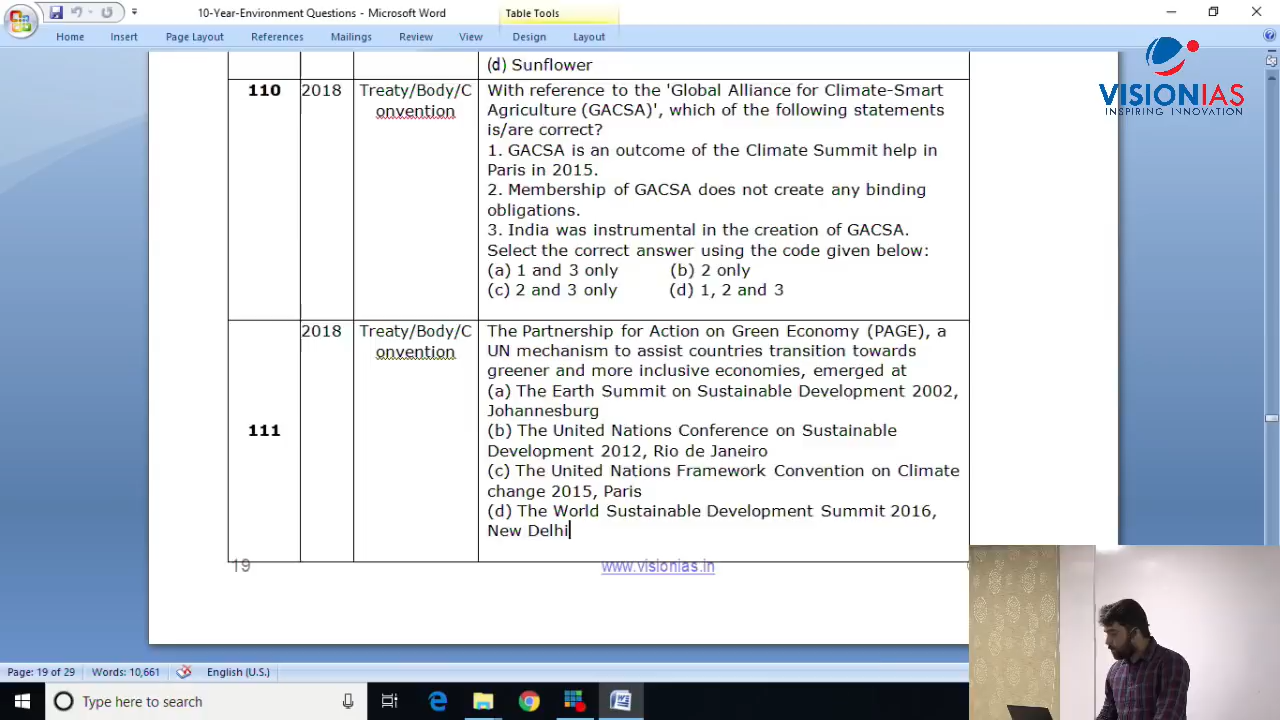 10-Year-Environment Questions - Microsoft Word
Table Tools
Home Insert Page Layout References Mailings Review View Design Layout
VISIONIAS
INSPIRING INNOVATION
(d) Sunflower
110 2018 Treaty/Body/C With reference to the 'Global Alliance for Climate-Smart
onvention Agriculture (GACSA)', which of the following statements
is/are correct?
1. GACSA is an outcome of the Climate Summit help in
Paris in 2015.
2. Membership of GACSA does not create any binding
obligations.
3. India was instrumental in the creation of GACSA.
Select the correct answer using the code given below:
(a) 1 and 3 only (b) 2 only
(c) 2 and 3 only (d) 1, 2 and 3
2018 Treaty/Body/C The Partnership for Action on Green Economy (PAGE), a
onvention UN mechanism to assist countries transition towards
greener and more inclusive economies, emerged at
(a) The Earth Summit on Sustainable Development 2002,
Johannesburg
111 (b) The United Nations Conference on Sustainable
Development 2012, Rio de Janeiro
(c) The United Nations Framework Convention on Climate
change 2015, Paris
(d) The World Sustainable Development Summit 2016,
New Delhi
19 www.visionias.in
Page: 19 of 29 Words: 10,661 English (U.S.)
Type here to search